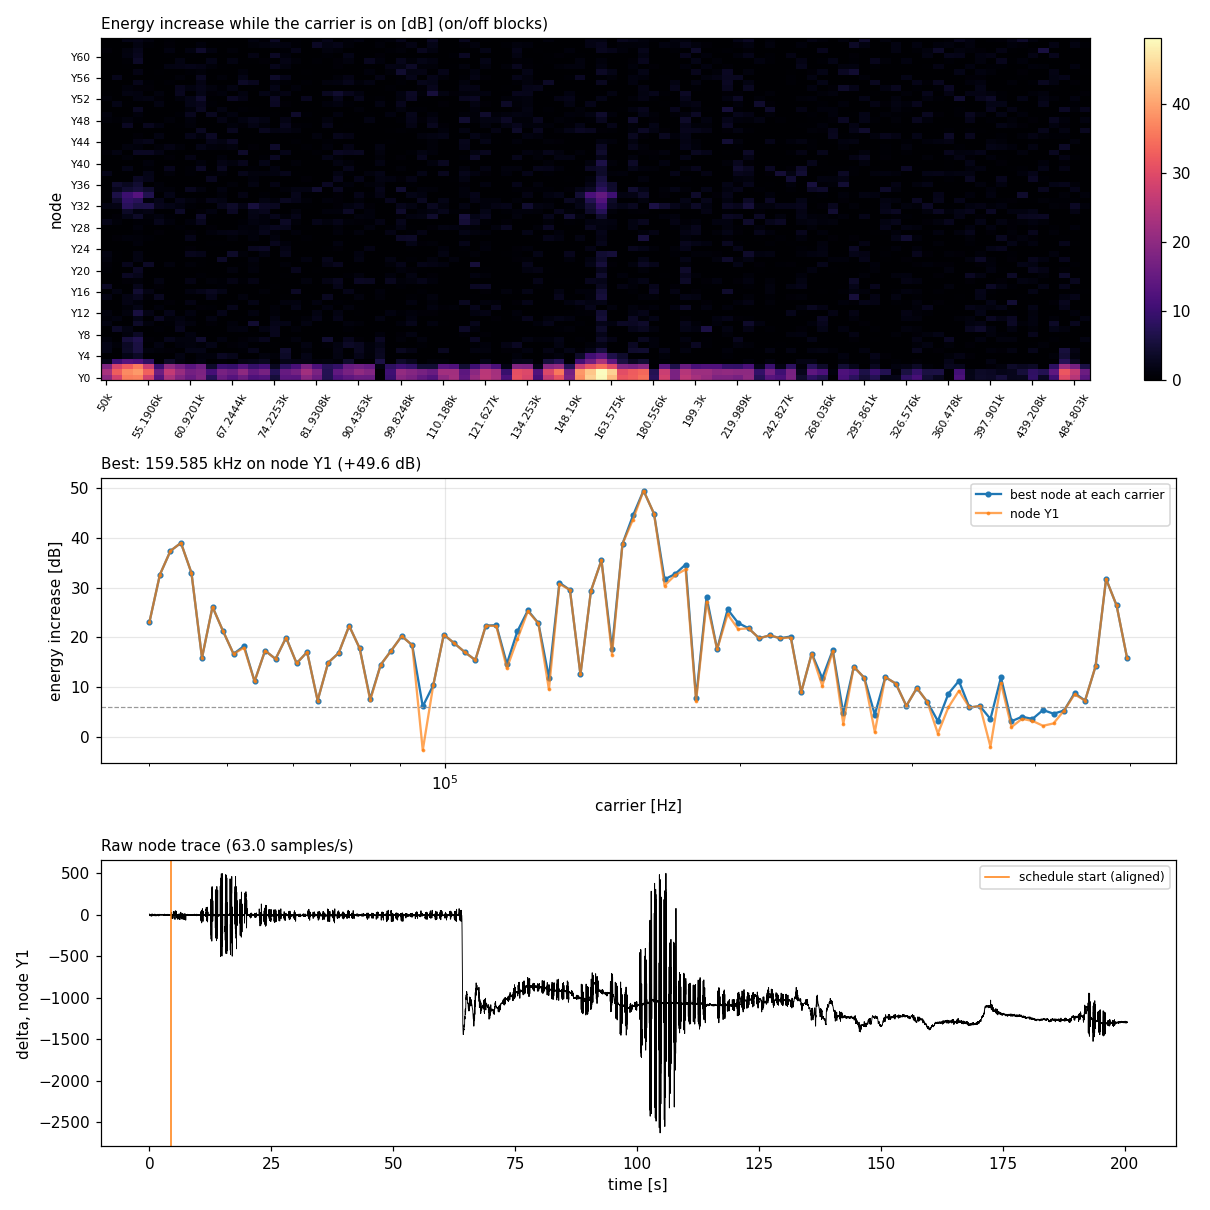 Energy increase while the carrier is on [dB] (on/off blocks)
node
Y60
Y56
Y52
Y48
Y44
Y40
Y36
Y32
Y28
Y24
Y20
Y16
Y12
Y8
Y4
Y0
50k
55.1906k
60.9201k
67.2444k
74.2253k
81.9308k
90.4363k
99.8248k
110.188k
121.627k
134.253k
148.19k
163.575k
180.556k
199.3k
219.989k
242.827k
268.036k
295.861k
326.576k
360.478k
397.901k
439.208k
484.803k
40
30
20
10
0
Best: 159.585 kHz on node Y1 (+49.6 dB)
energy increase [dB]
50
40
30
20
10
0
best node at each carrier
node Y1
10^5
carrier [Hz]
Raw node trace (63.0 samples/s)
delta, node Y1
500
0
−500
−1000
−1500
−2000
−2500
schedule start (aligned)
0
25
50
75
100
125
150
175
200
time [s]